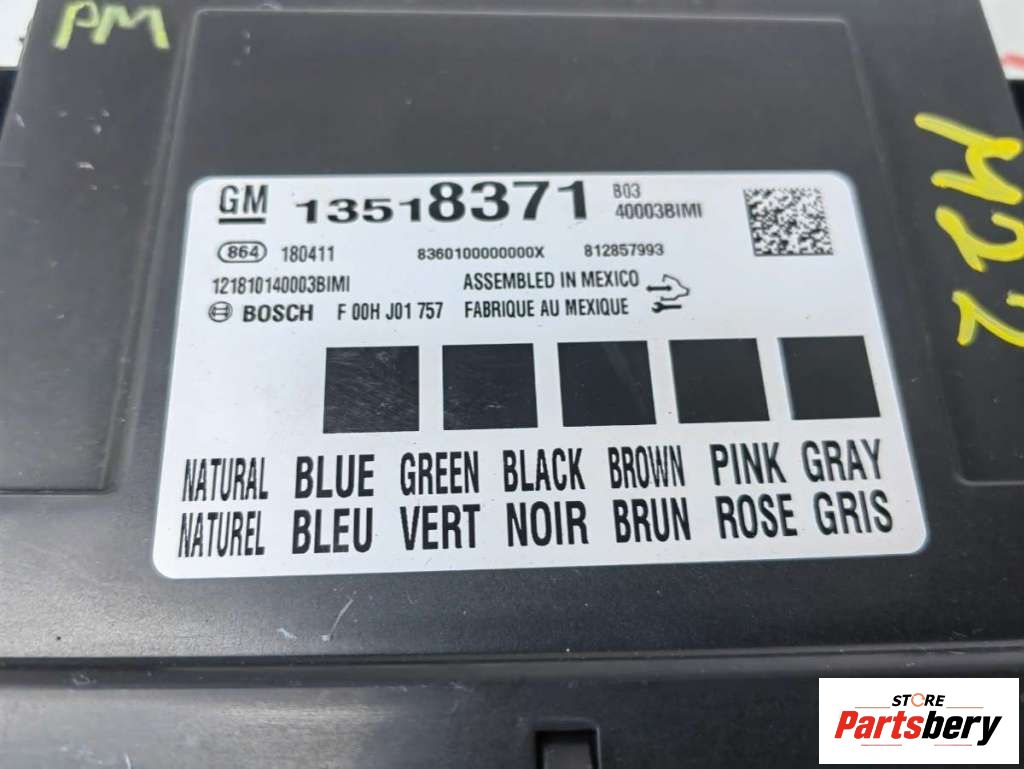 PM
M22
GM 13518371 B03
40003BIMI
864 180411 8360100000000X 812857993
121810140003BIMI ASSEMBLED IN MEXICO
BOSCH F 00H J01 757 FABRIQUE AU MEXIQUE
NATURAL BLUE GREEN BLACK BROWN PINK GRAY
NATUREL BLEU VERT NOIR BRUN ROSE GRIS
STORE
Partsbery